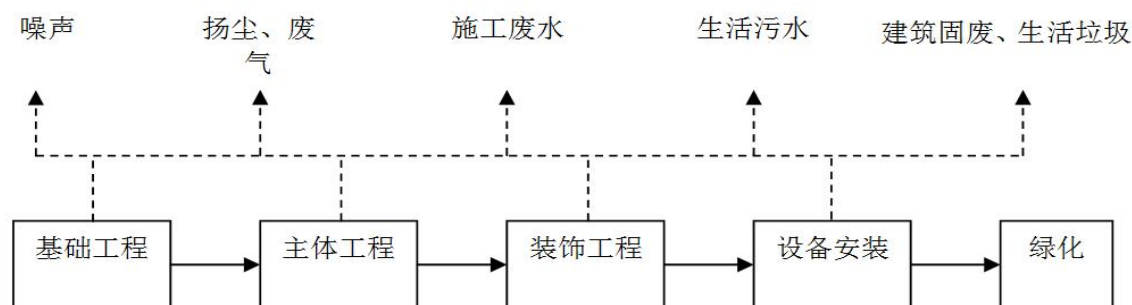 噪声
扬尘、废
气
施工废水
生活污水
建筑固废、生活垃圾
基础工程
主体工程
装饰工程
设备安装
绿化